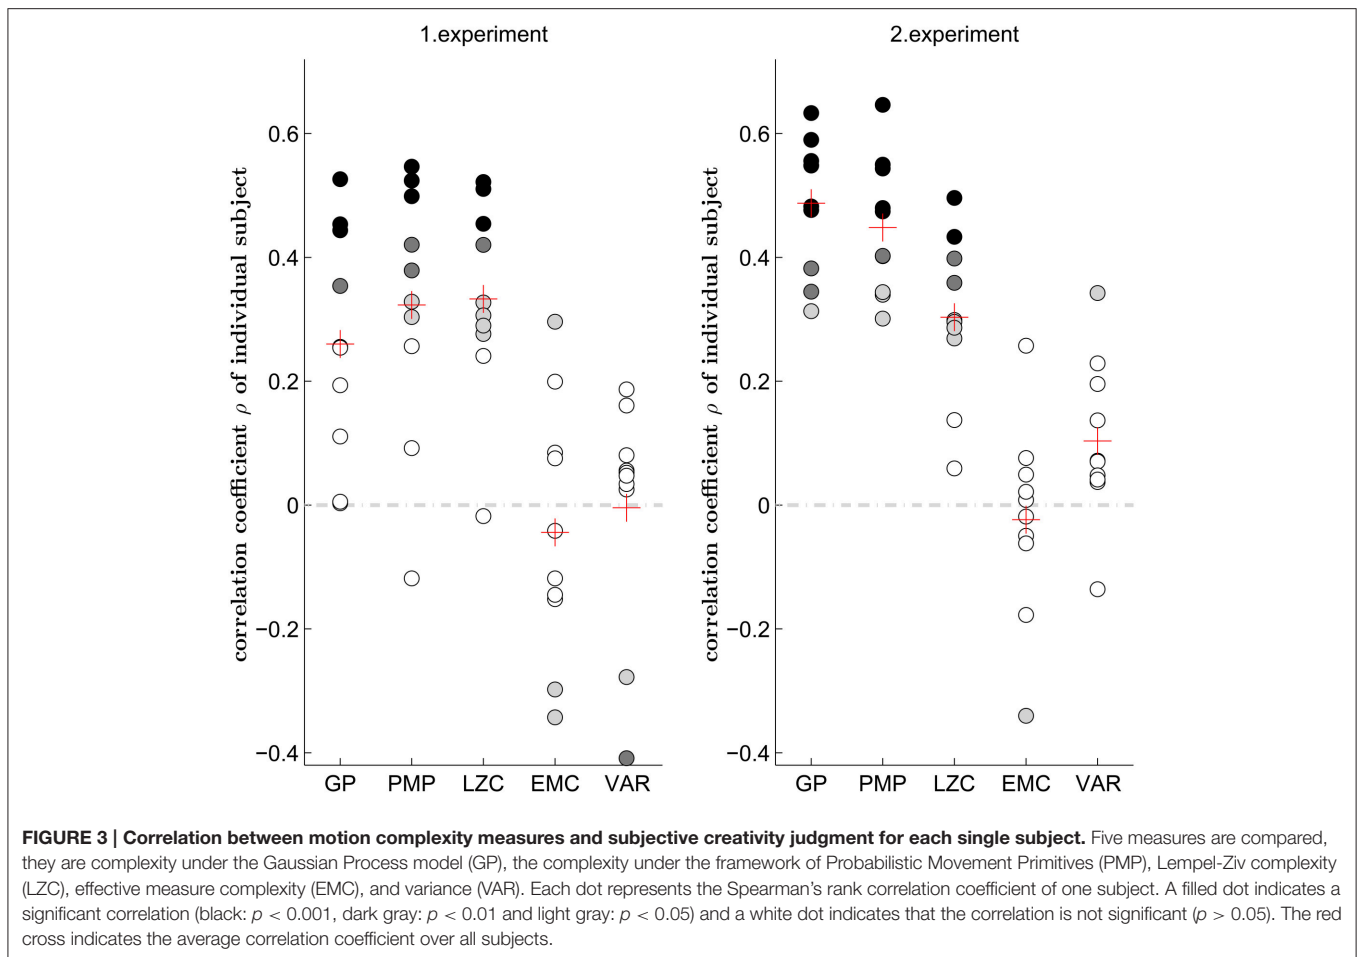 1.experiment
2.experiment
correlation coefficient ρ of individual subject
0.6
0.4
0.2
0
−0.2
−0.4
GP PMP LZC EMC VAR
correlation coefficient ρ of individual subject
0.6
0.4
0.2
0
−0.2
−0.4
GP PMP LZC EMC VAR
FIGURE 3 | Correlation between motion complexity measures and subjective creativity judgment for each single subject. Five measures are compared,
they are complexity under the Gaussian Process model (GP), the complexity under the framework of Probabilistic Movement Primitives (PMP), Lempel-Ziv complexity
(LZC), effective measure complexity (EMC), and variance (VAR). Each dot represents the Spearman's rank correlation coefficient of one subject. A filled dot indicates a
significant correlation (black: p < 0.001, dark gray: p < 0.01 and light gray: p < 0.05) and a white dot indicates that the correlation is not significant (p > 0.05). The red
cross indicates the average correlation coefficient over all subjects.